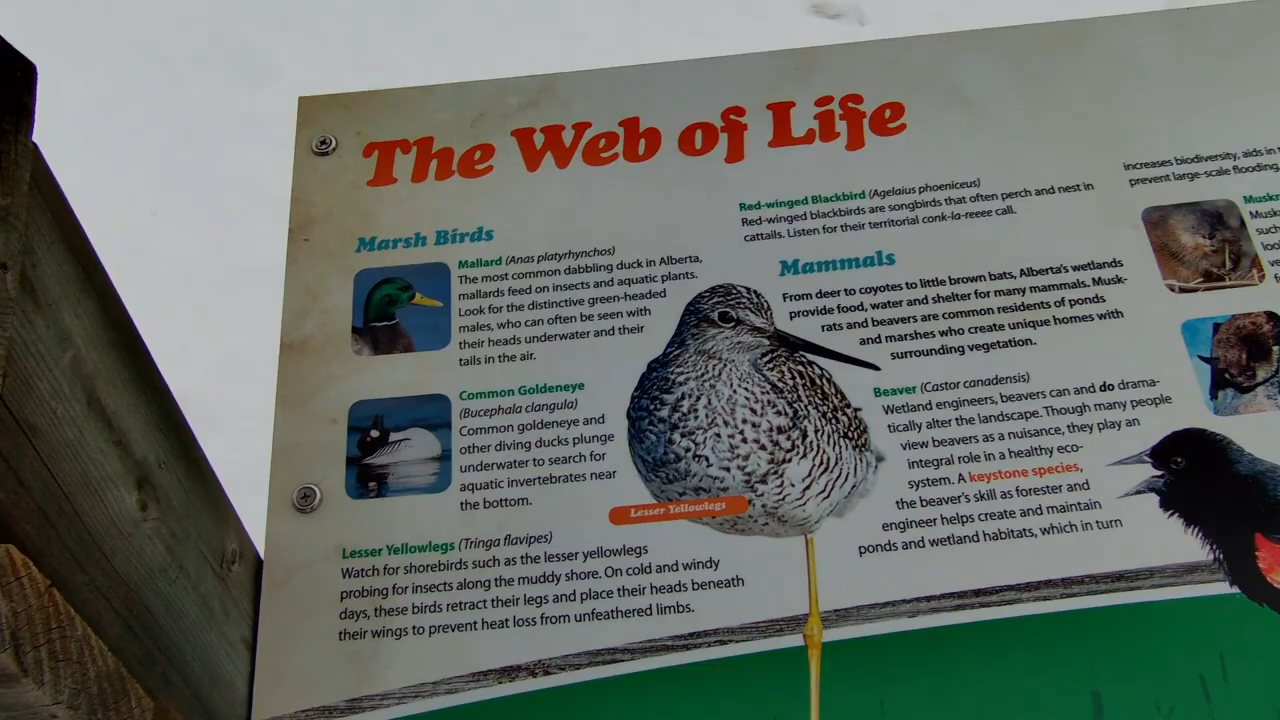 The Web of Life
Marsh Birds
Mallard (Anas platyrhynchos)
The most common dabbling duck in Alberta,
mallards feed on insects and aquatic plants.
Look for the distinctive green-headed
males, who can often be seen with
their heads underwater and their
tails in the air.
Common Goldeneye
(Bucephala clangula)
Common goldeneye and
other diving ducks plunge
underwater to search for
aquatic invertebrates near
the bottom.
Lesser Yellowlegs
Lesser Yellowlegs (Tringa flavipes)
Watch for shorebirds such as the lesser yellowlegs
probing for insects along the muddy shore. On cold and windy
days, these birds retract their legs and place their heads beneath
their wings to prevent heat loss from unfeathered limbs.
Red-winged Blackbird (Agelaius phoeniceus)
Red-winged blackbirds are songbirds that often perch and nest in
cattails. Listen for their territorial conk-la-reeee call.
Mammals
From deer to coyotes to little brown bats, Alberta's wetlands
provide food, water and shelter for many mammals. Musk-
rats and beavers are common residents of ponds
and marshes who create unique homes with
surrounding vegetation.
Beaver (Castor canadensis)
Wetland engineers, beavers can and do drama-
tically alter the landscape. Though many people
view beavers as a nuisance, they play an
integral role in a healthy eco-
system. A keystone species,
the beaver's skill as forester and
engineer helps create and maintain
ponds and wetland habitats, which in turn
increases biodiversity, aids in
prevent large-scale flooding